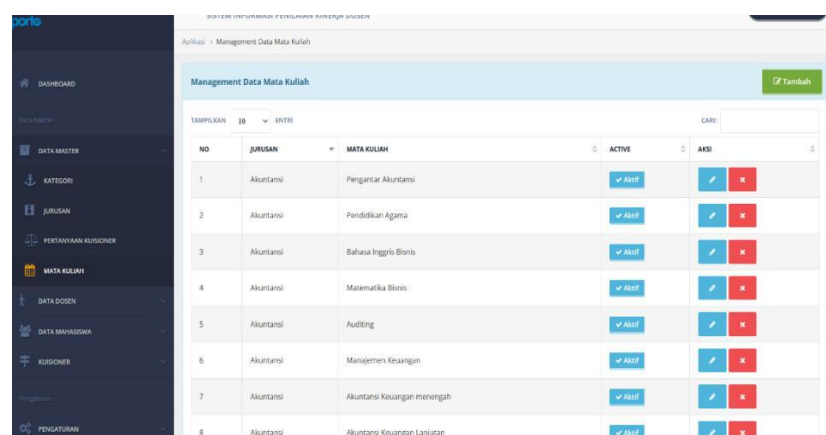 porto
SISTEM INFORMASI PENILAIAN KINERJA DOSEN
Aplikasi > Management Data Mata Kuliah
DASHBOARD
Data Master
DATA MASTER
KATEGORI
JURUSAN
PERTANYAAN KUISIONER
MATA KULIAH
DATA DOSEN
DATA MAHASISWA
KUISIONER
Pengaturan
PENGATURAN
Management Data Mata Kuliah
Tambah
TAMPILKAN 10 ENTRI
CARI:
NO JURUSAN MATA KULIAH ACTIVE AKSI
1 Akuntansi Pengantar Akuntansi Aktif
2 Akuntansi Pendidikan Agama Aktif
3 Akuntansi Bahasa Inggris Bisnis Aktif
4 Akuntansi Matematika Bisnis Aktif
5 Akuntansi Auditing Aktif
6 Akuntansi Manajemen Keuangan Aktif
7 Akuntansi Akuntansi Keuangan menengah Aktif
8 Akuntansi Akuntansi Keuangan Lanjutan Aktif